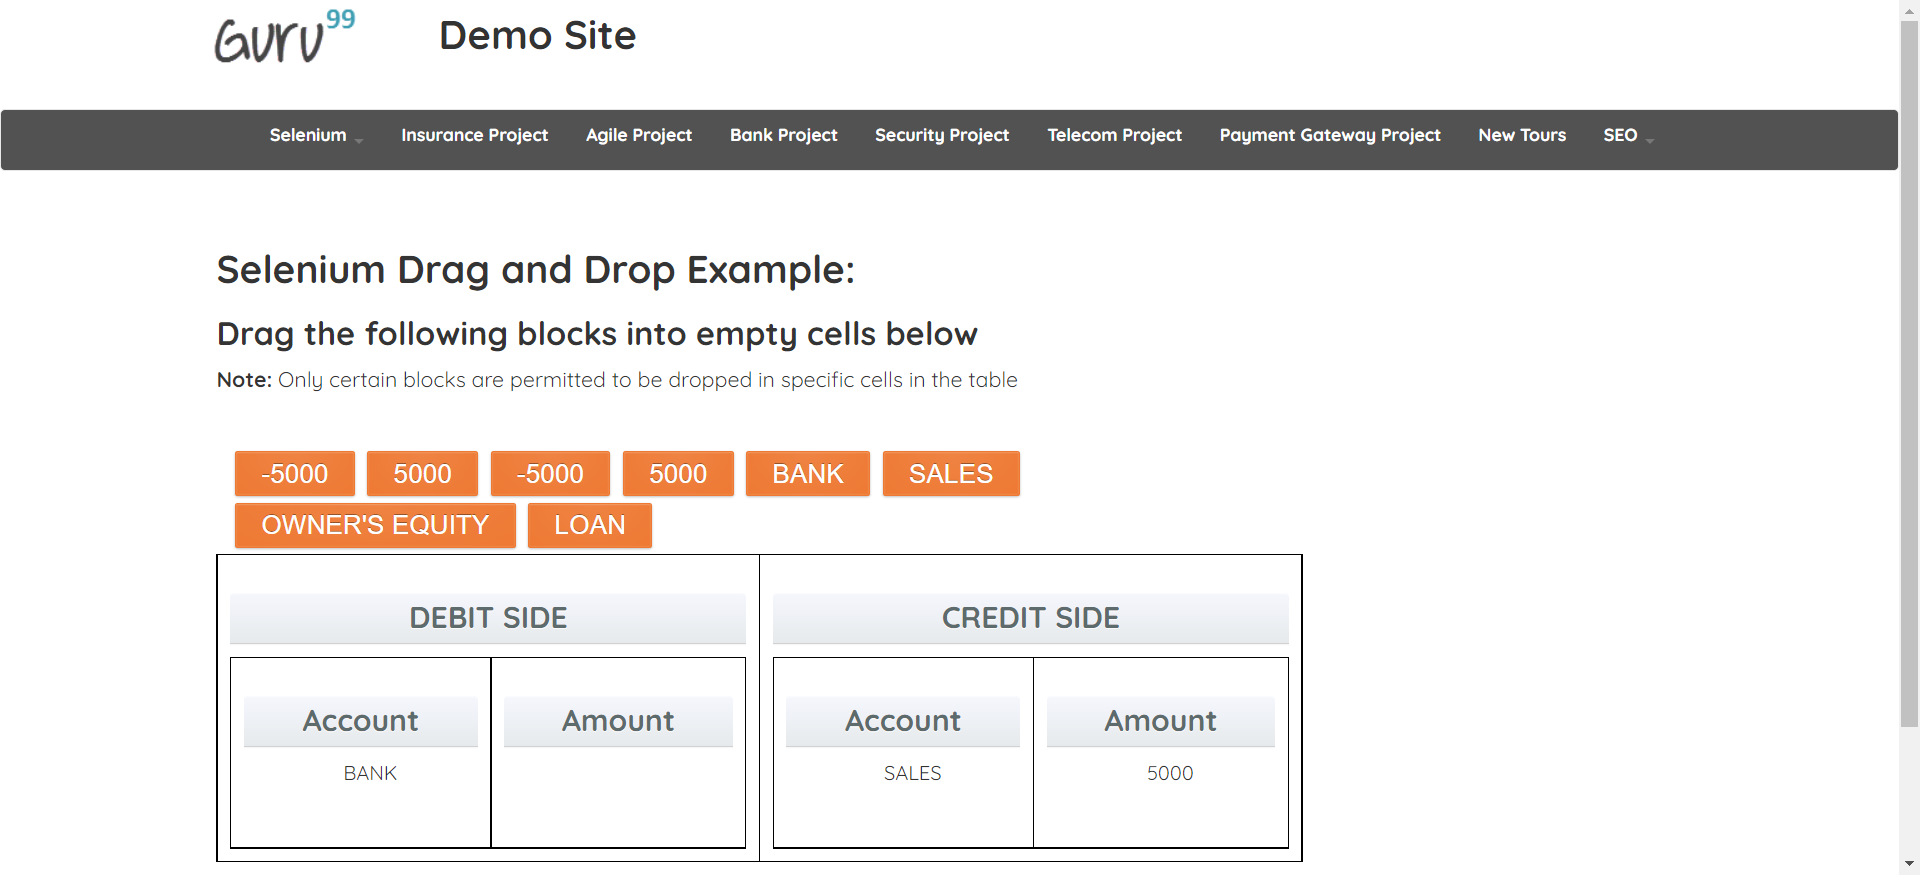 Guru99
Demo Site
Selenium Insurance Project Agile Project Bank Project Security Project Telecom Project Payment Gateway Project New Tours SEO
Selenium Drag and Drop Example:
Drag the following blocks into empty cells below
Note: Only certain blocks are permitted to be dropped in specific cells in the table
-5000 5000 -5000 5000 BANK SALES
OWNER'S EQUITY LOAN
DEBIT SIDE CREDIT SIDE
Account Amount Account Amount
BANK SALES 5000